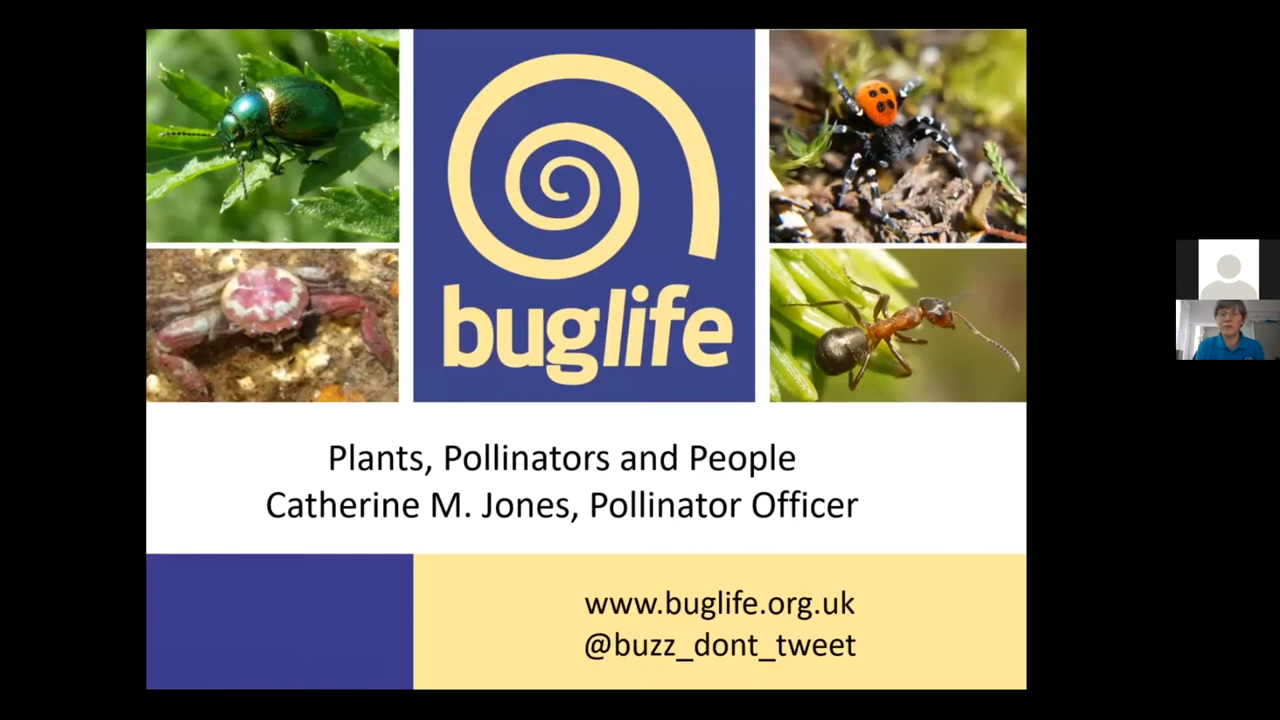 buglife
Plants, Pollinators and People
Catherine M. Jones, Pollinator Officer
www.buglife.org.uk
@buzz_dont_tweet